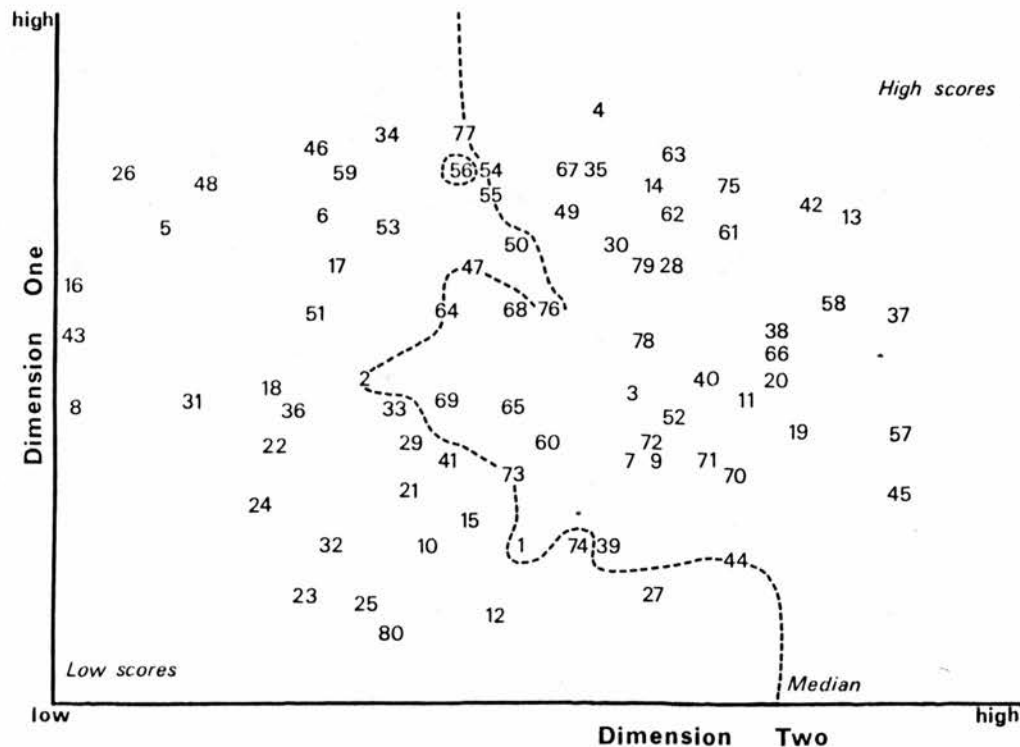 high
High scores
4
34 77
46 63
26 48 59 56 54 67 35 14 75
55 42
5 6 53 49 62 13
50 30 61
17 47 79 28
16
51 64 68 76 58 37
43 78 38
66
2 40 20
18 3 11
8 31 36 33 69 65 52
22 29 60 72 19 57
41 7 9 71
73 70
24 21 45
15
32 10 1 74 39
44
23 25 12 27
80
Low scores Median
low high
Dimension One
Dimension Two